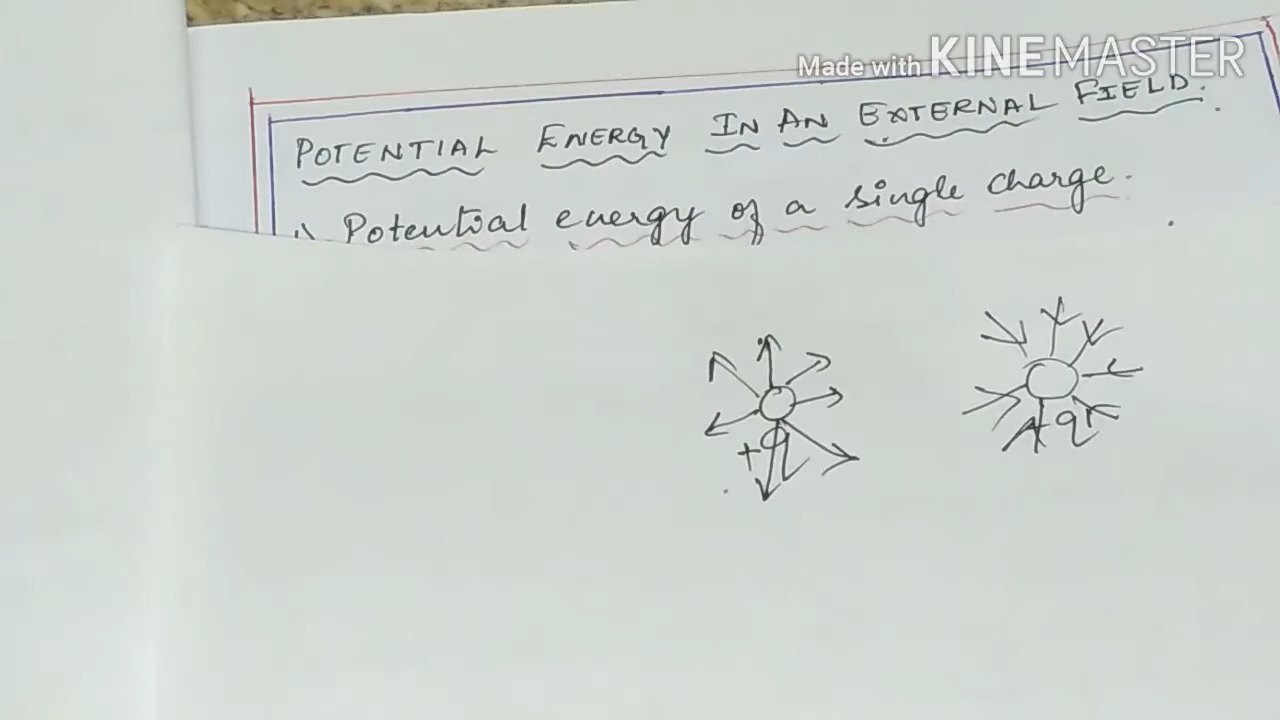 Made with KINEMASTER
POTENTIAL ENERGY IN AN EXTERNAL FIELD.
Potential energy of a single charge.
+q
q